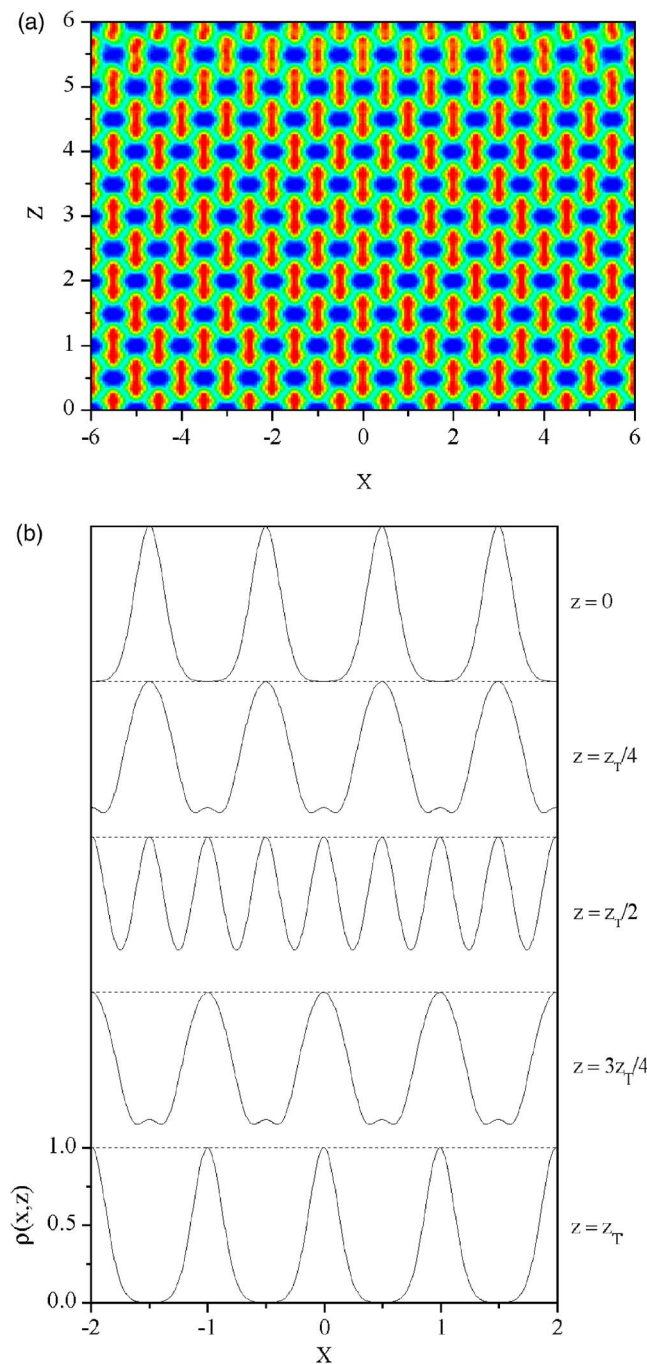 (a)
6
5
4
3
2
1
0
Z
-6 -4 -2 0 2 4 6
X
(b)
z = 0
z = z_T/4
z = z_T/2
z = 3z_T/4
z = z_T
1.0
0.5
0.0
ρ(x,z)
-2 -1 0 1 2
X